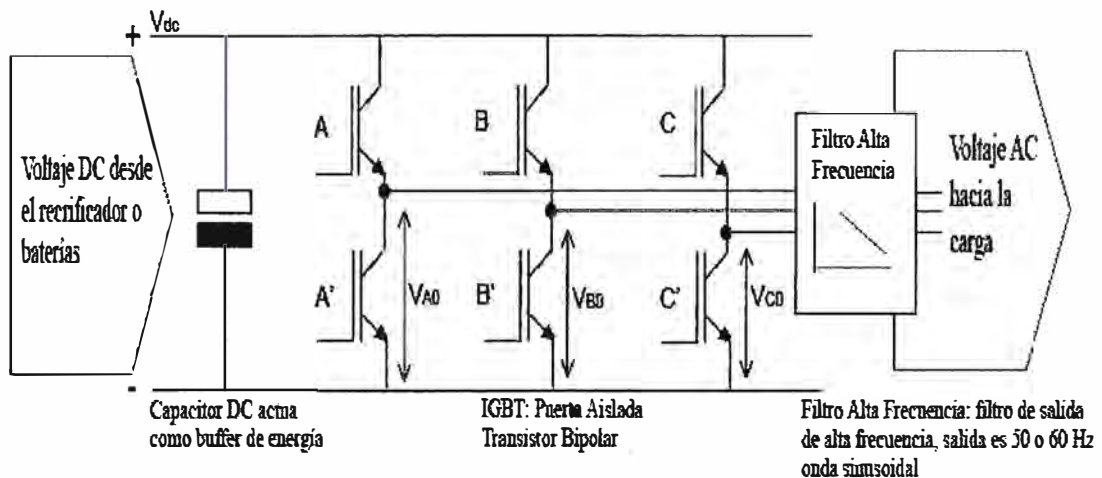 + Vdc
Voltaje DC desde
el recrificador o
baterías
-
A
B
C
A'
B'
C'
VA0
VB0
VC0
Filtro Alta
Frecuencia
Voltaje AC
hacia la
carga
Capacitor DC actua
como buffer de energía
IGBT: Puerta Aislada
Transistor Bipolar
Filtro Alta Frecuencia: filtro de salida
de alta frecuencia, salida es 50 o 60 Hz
onda sinusoidal